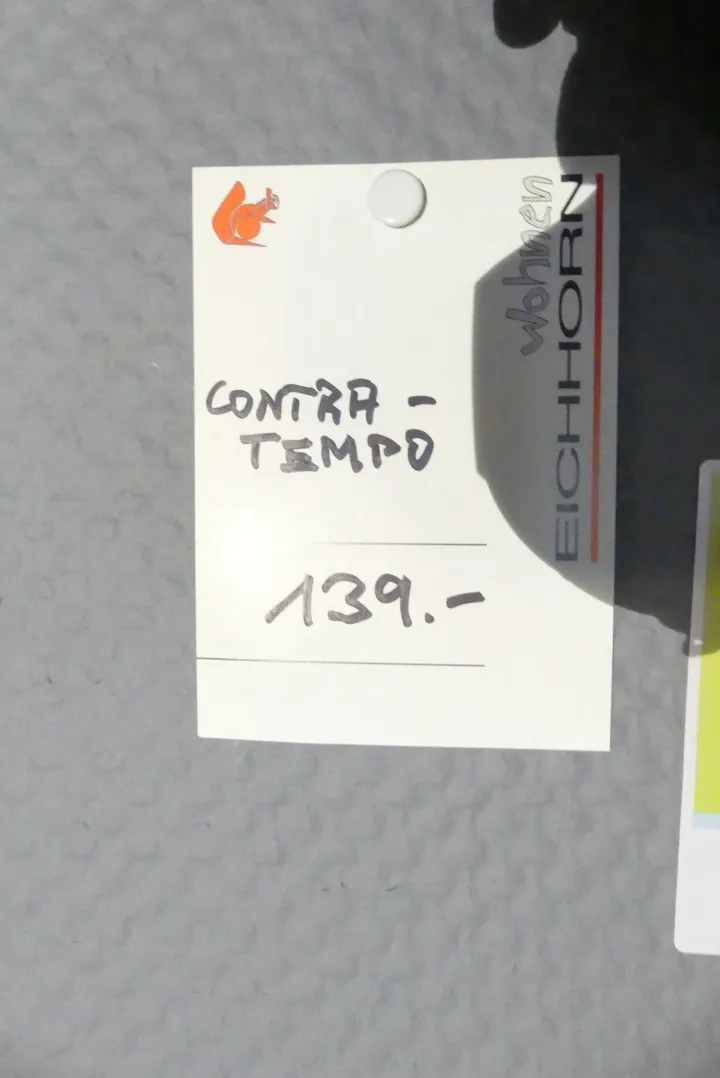 Wohnen
EICHHORN
CONTRA-
TEMPO
139.-